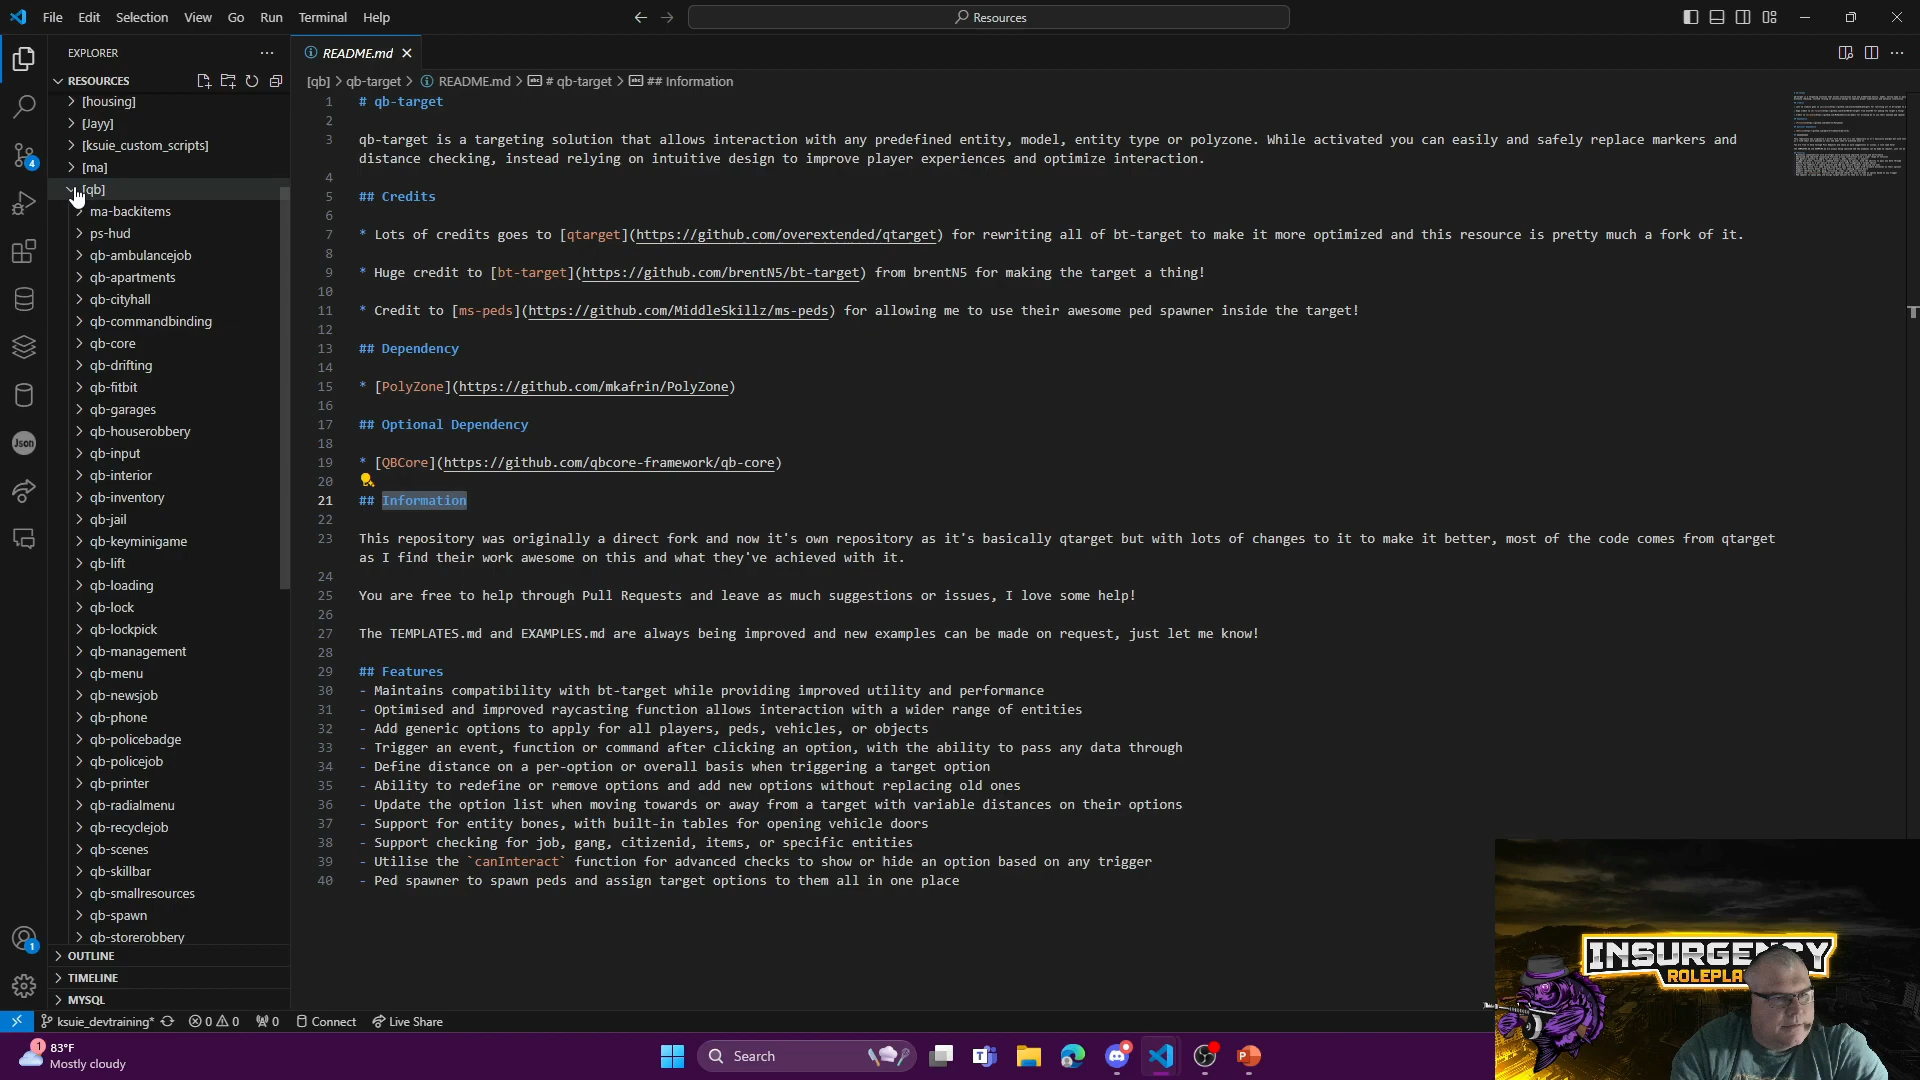 File Edit Selection View Go Run Terminal Help
Resources
EXPLORER
README.md
RESOURCES
[qb] > qb-target > README.md > # qb-target > ## Information
[housing]
[Jayy]
[ksuie_custom_scripts]
[ma]
[qb]
ma-backitems
ps-hud
qb-ambulancejob
qb-apartments
qb-cityhall
qb-commandbinding
qb-core
qb-drifting
qb-fitbit
qb-garages
qb-houserobbery
qb-input
qb-interior
qb-inventory
qb-jail
qb-keyminigame
qb-lift
qb-loading
qb-lock
qb-lockpick
qb-management
qb-menu
qb-newsjob
qb-phone
qb-policebadge
qb-policejob
qb-printer
qb-radialmenu
qb-recyclejob
qb-scenes
qb-skillbar
qb-smallresources
qb-spawn
qb-storerobbery
OUTLINE
TIMELINE
MYSQL
4
Json
1
1 # qb-target
2
3 qb-target is a targeting solution that allows interaction with any predefined entity, model, entity type or polyzone. While activated you can easily and safely replace markers and
distance checking, instead relying on intuitive design to improve player experiences and optimize interaction.
4
5 ## Credits
6
7 * Lots of credits goes to [qtarget](https://github.com/overextended/qtarget) for rewriting all of bt-target to make it more optimized and this resource is pretty much a fork of it.
8
9 * Huge credit to [bt-target](https://github.com/brentN5/bt-target) from brentN5 for making the target a thing!
10
11 * Credit to [ms-peds](https://github.com/MiddleSkillz/ms-peds) for allowing me to use their awesome ped spawner inside the target!
12
13 ## Dependency
14
15 * [PolyZone](https://github.com/mkafrin/PolyZone)
16
17 ## Optional Dependency
18
19 * [QBCore](https://github.com/qbcore-framework/qb-core)
20
21 ## Information
22
23 This repository was originally a direct fork and now it's own repository as it's basically qtarget but with lots of changes to it to make it better, most of the code comes from qtarget
as I find their work awesome on this and what they've achieved with it.
24
25 You are free to help through Pull Requests and leave as much suggestions or issues, I love some help!
26
27 The TEMPLATES.md and EXAMPLES.md are always being improved and new examples can be made on request, just let me know!
28
29 ## Features
30 - Maintains compatibility with bt-target while providing improved utility and performance
31 - Optimised and improved raycasting function allows interaction with a wider range of entities
32 - Add generic options to apply for all players, peds, vehicles, or objects
33 - Trigger an event, function or command after clicking an option, with the ability to pass any data through
34 - Define distance on a per-option or overall basis when triggering a target option
35 - Ability to redefine or remove options and add new options without replacing old ones
36 - Update the option list when moving towards or away from a target with variable distances on their options
37 - Support for entity bones, with built-in tables for opening vehicle doors
38 - Support checking for job, gang, citizenid, items, or specific entities
39 - Utilise the `canInteract` function for advanced checks to show or hide an option based on any trigger
40 - Ped spawner to spawn peds and assign target options to them all in one place
INSURGENCY
ksuie_devtraining* 0 0 0 Connect Live Share
1 83°F
Mostly cloudy
Search